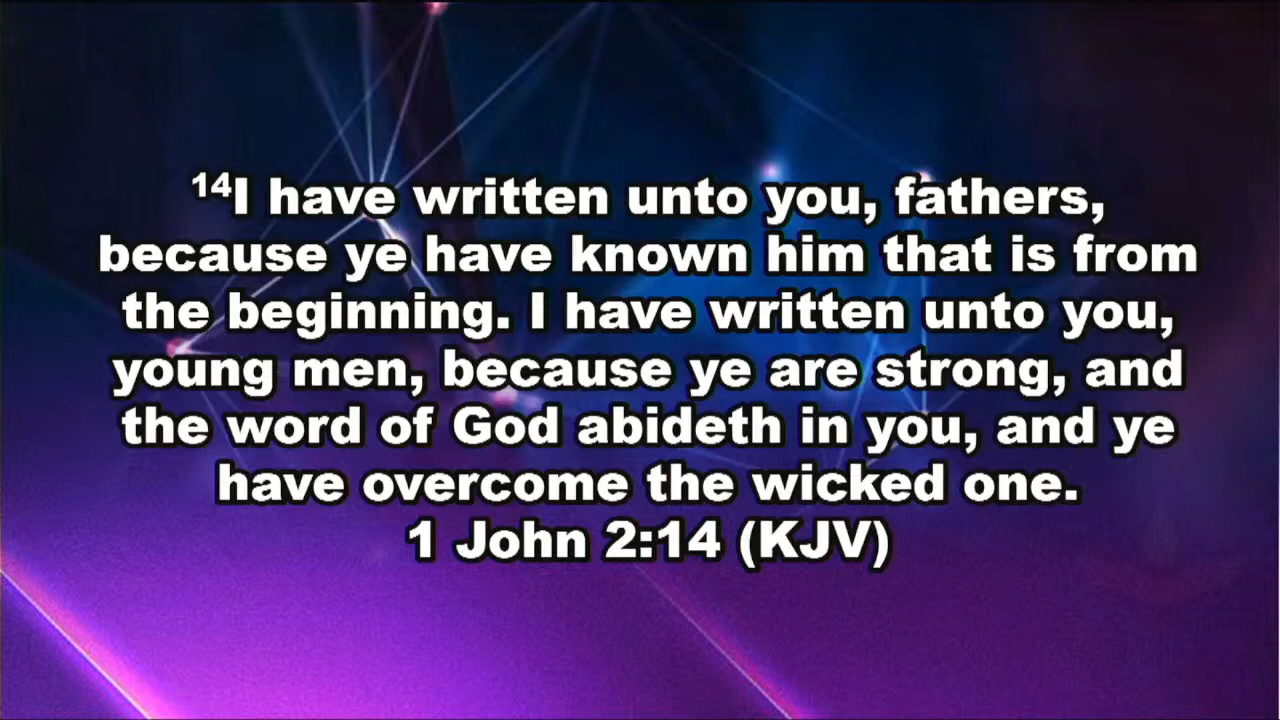 ¹⁴I have written unto you, fathers,
because ye have known him that is from
the beginning. I have written unto you,
young men, because ye are strong, and
the word of God abideth in you, and ye
have overcome the wicked one.
1 John 2:14 (KJV)